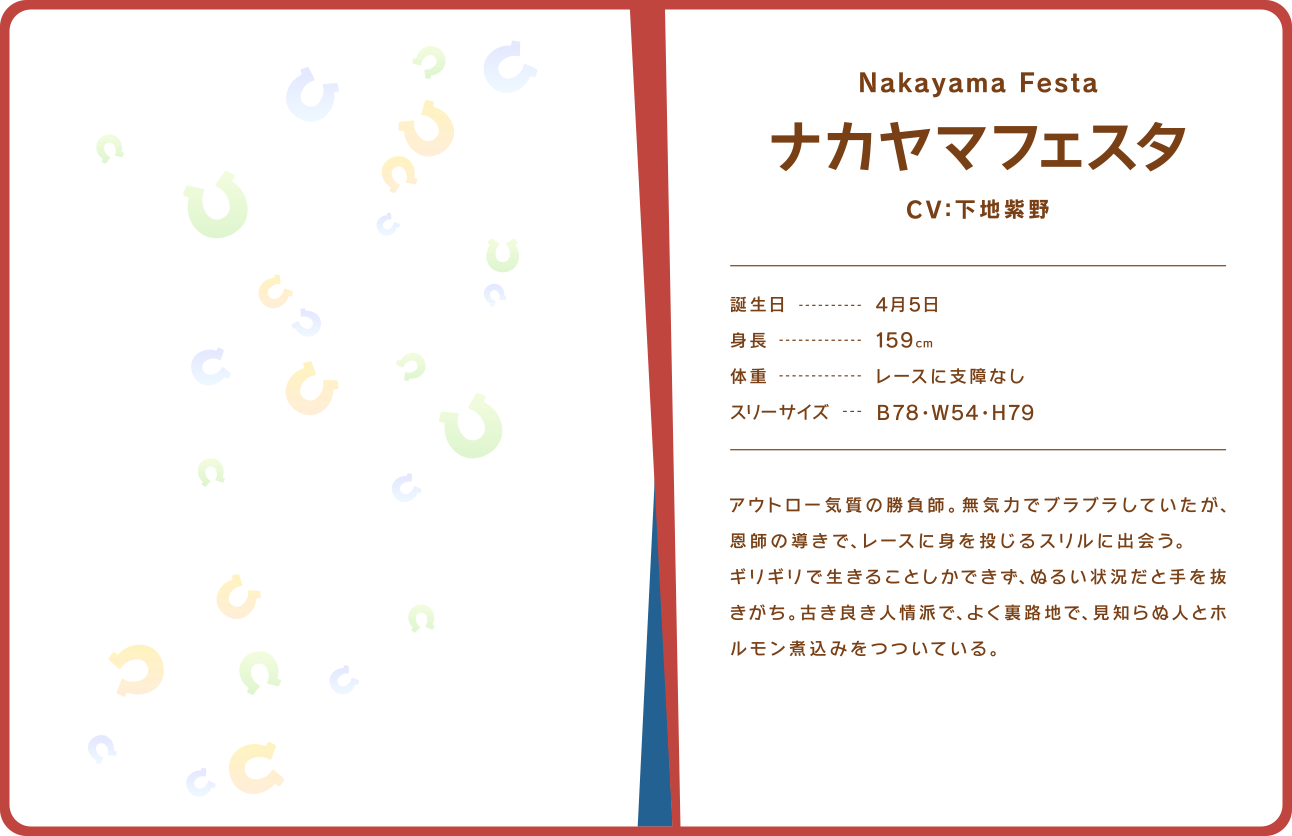 Nakayama Festa
ナカヤマフェスタ
CV:下地紫野
誕生日 ---------- 4月5日
身長 ------------- 159cm
体重 ------------- レースに支障なし
スリーサイズ --- B78・W54・H79
アウトロー気質の勝負師。無気力でブラブラしていたが、
恩師の導きで、レースに身を投じるスリルに出会う。
ギリギリで生きることしかできず、ぬるい状況だと手を抜
きがち。古き良き人情派で、よく裏路地で、見知らぬ人とホ
ルモン煮込みをつついている。